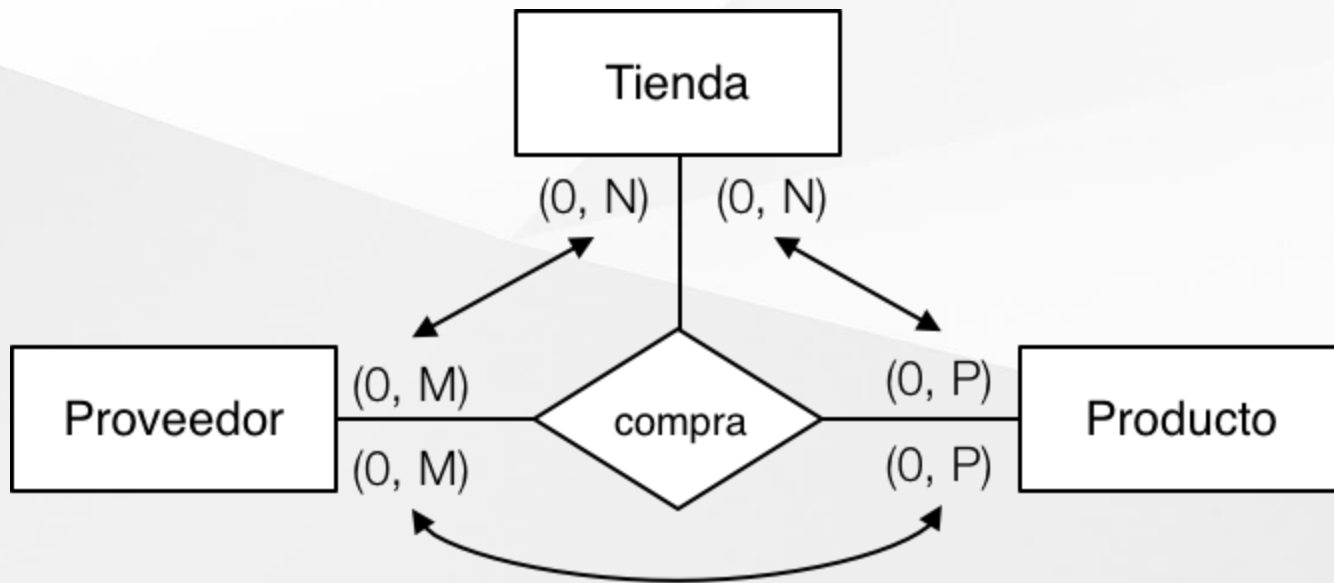 Tienda
(0, N) (0, N)
(0, M) (0, P)
Proveedor compra Producto
(0, M) (0, P)